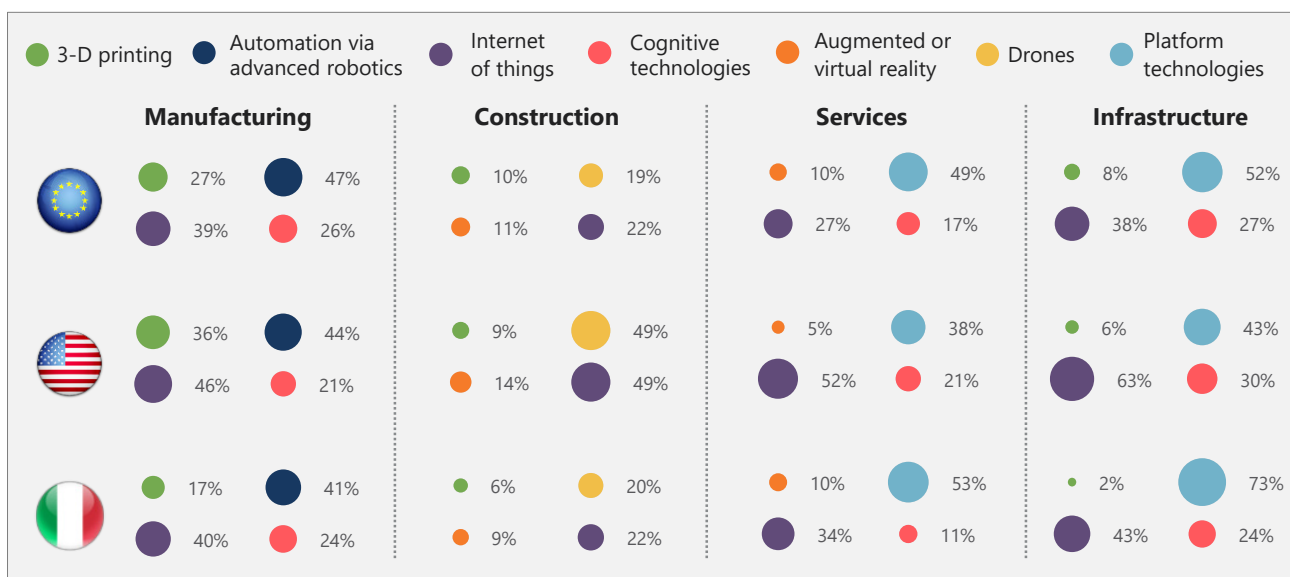 3-D printing
Automation via
advanced robotics
Internet
of things
Cognitive
technologies
Augmented or
virtual reality
Drones
Platform
technologies
Manufacturing
Construction
Services
Infrastructure
27% 47% 10% 19% 10% 49% 8% 52%
39% 26% 11% 22% 27% 17% 38% 27%
36% 44% 9% 49% 5% 38% 6% 43%
46% 21% 14% 49% 52% 21% 63% 30%
17% 41% 6% 20% 10% 53% 2% 73%
40% 24% 9% 22% 34% 11% 43% 24%